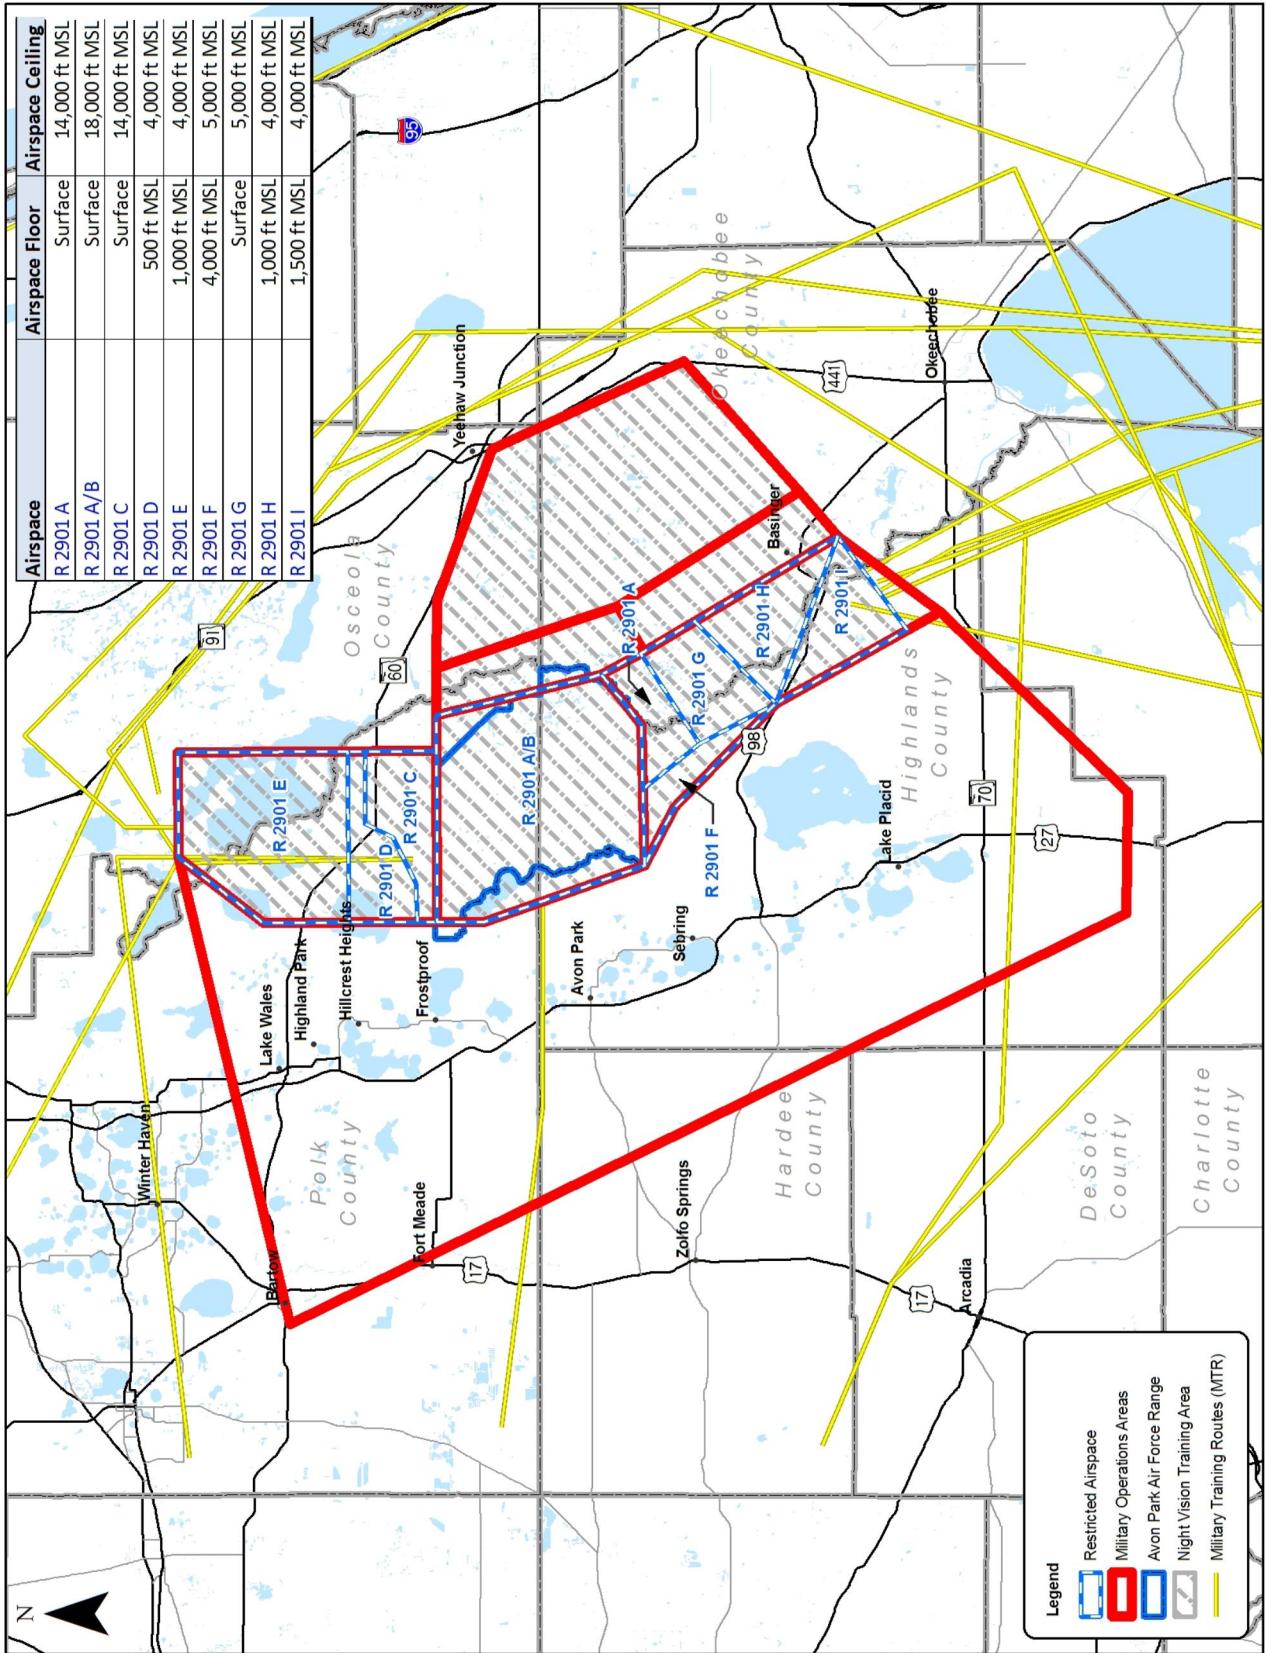 Airspace Airspace Floor Airspace Ceiling
R 2901 A Surface 14,000 ft MSL
R 2901 A/B Surface 18,000 ft MSL
R 2901 C Surface 14,000 ft MSL
R 2901 D 500 ft MSL 4,000 ft MSL
R 2901 E 1,000 ft MSL 4,000 ft MSL
R 2901 F 4,000 ft MSL 5,000 ft MSL
R 2901 G Surface 5,000 ft MSL
R 2901 H 1,000 ft MSL 4,000 ft MSL
R 2901 I 1,500 ft MSL 4,000 ft MSL
N
95
91
Winter Haven
Lake Wales
Highland Park
Hillcrest Heights
Bartow
Polk
County
Osceola
County
60
R 2901 E
R 2901 D
R 2901 C
Frostproof
Fort Meade
17
Yeehaw Junction
R 2901 A/B
Avon Park
R 2901 A
Sebring
Zolfo Springs
R 2901 G
R 2901 F
R 2901 H
98
Okeechobee
County
Basinger
R 2901 I
441
Hardee
County
Highlands
County
Lake Placid
Okeechobee
17
Arcadia
70
27
DeSoto
County
Charlotte
County
Legend
Restricted Airspace
Military Operations Areas
Avon Park Air Force Range
Night Vision Training Area
Military Training Routes (MTR)